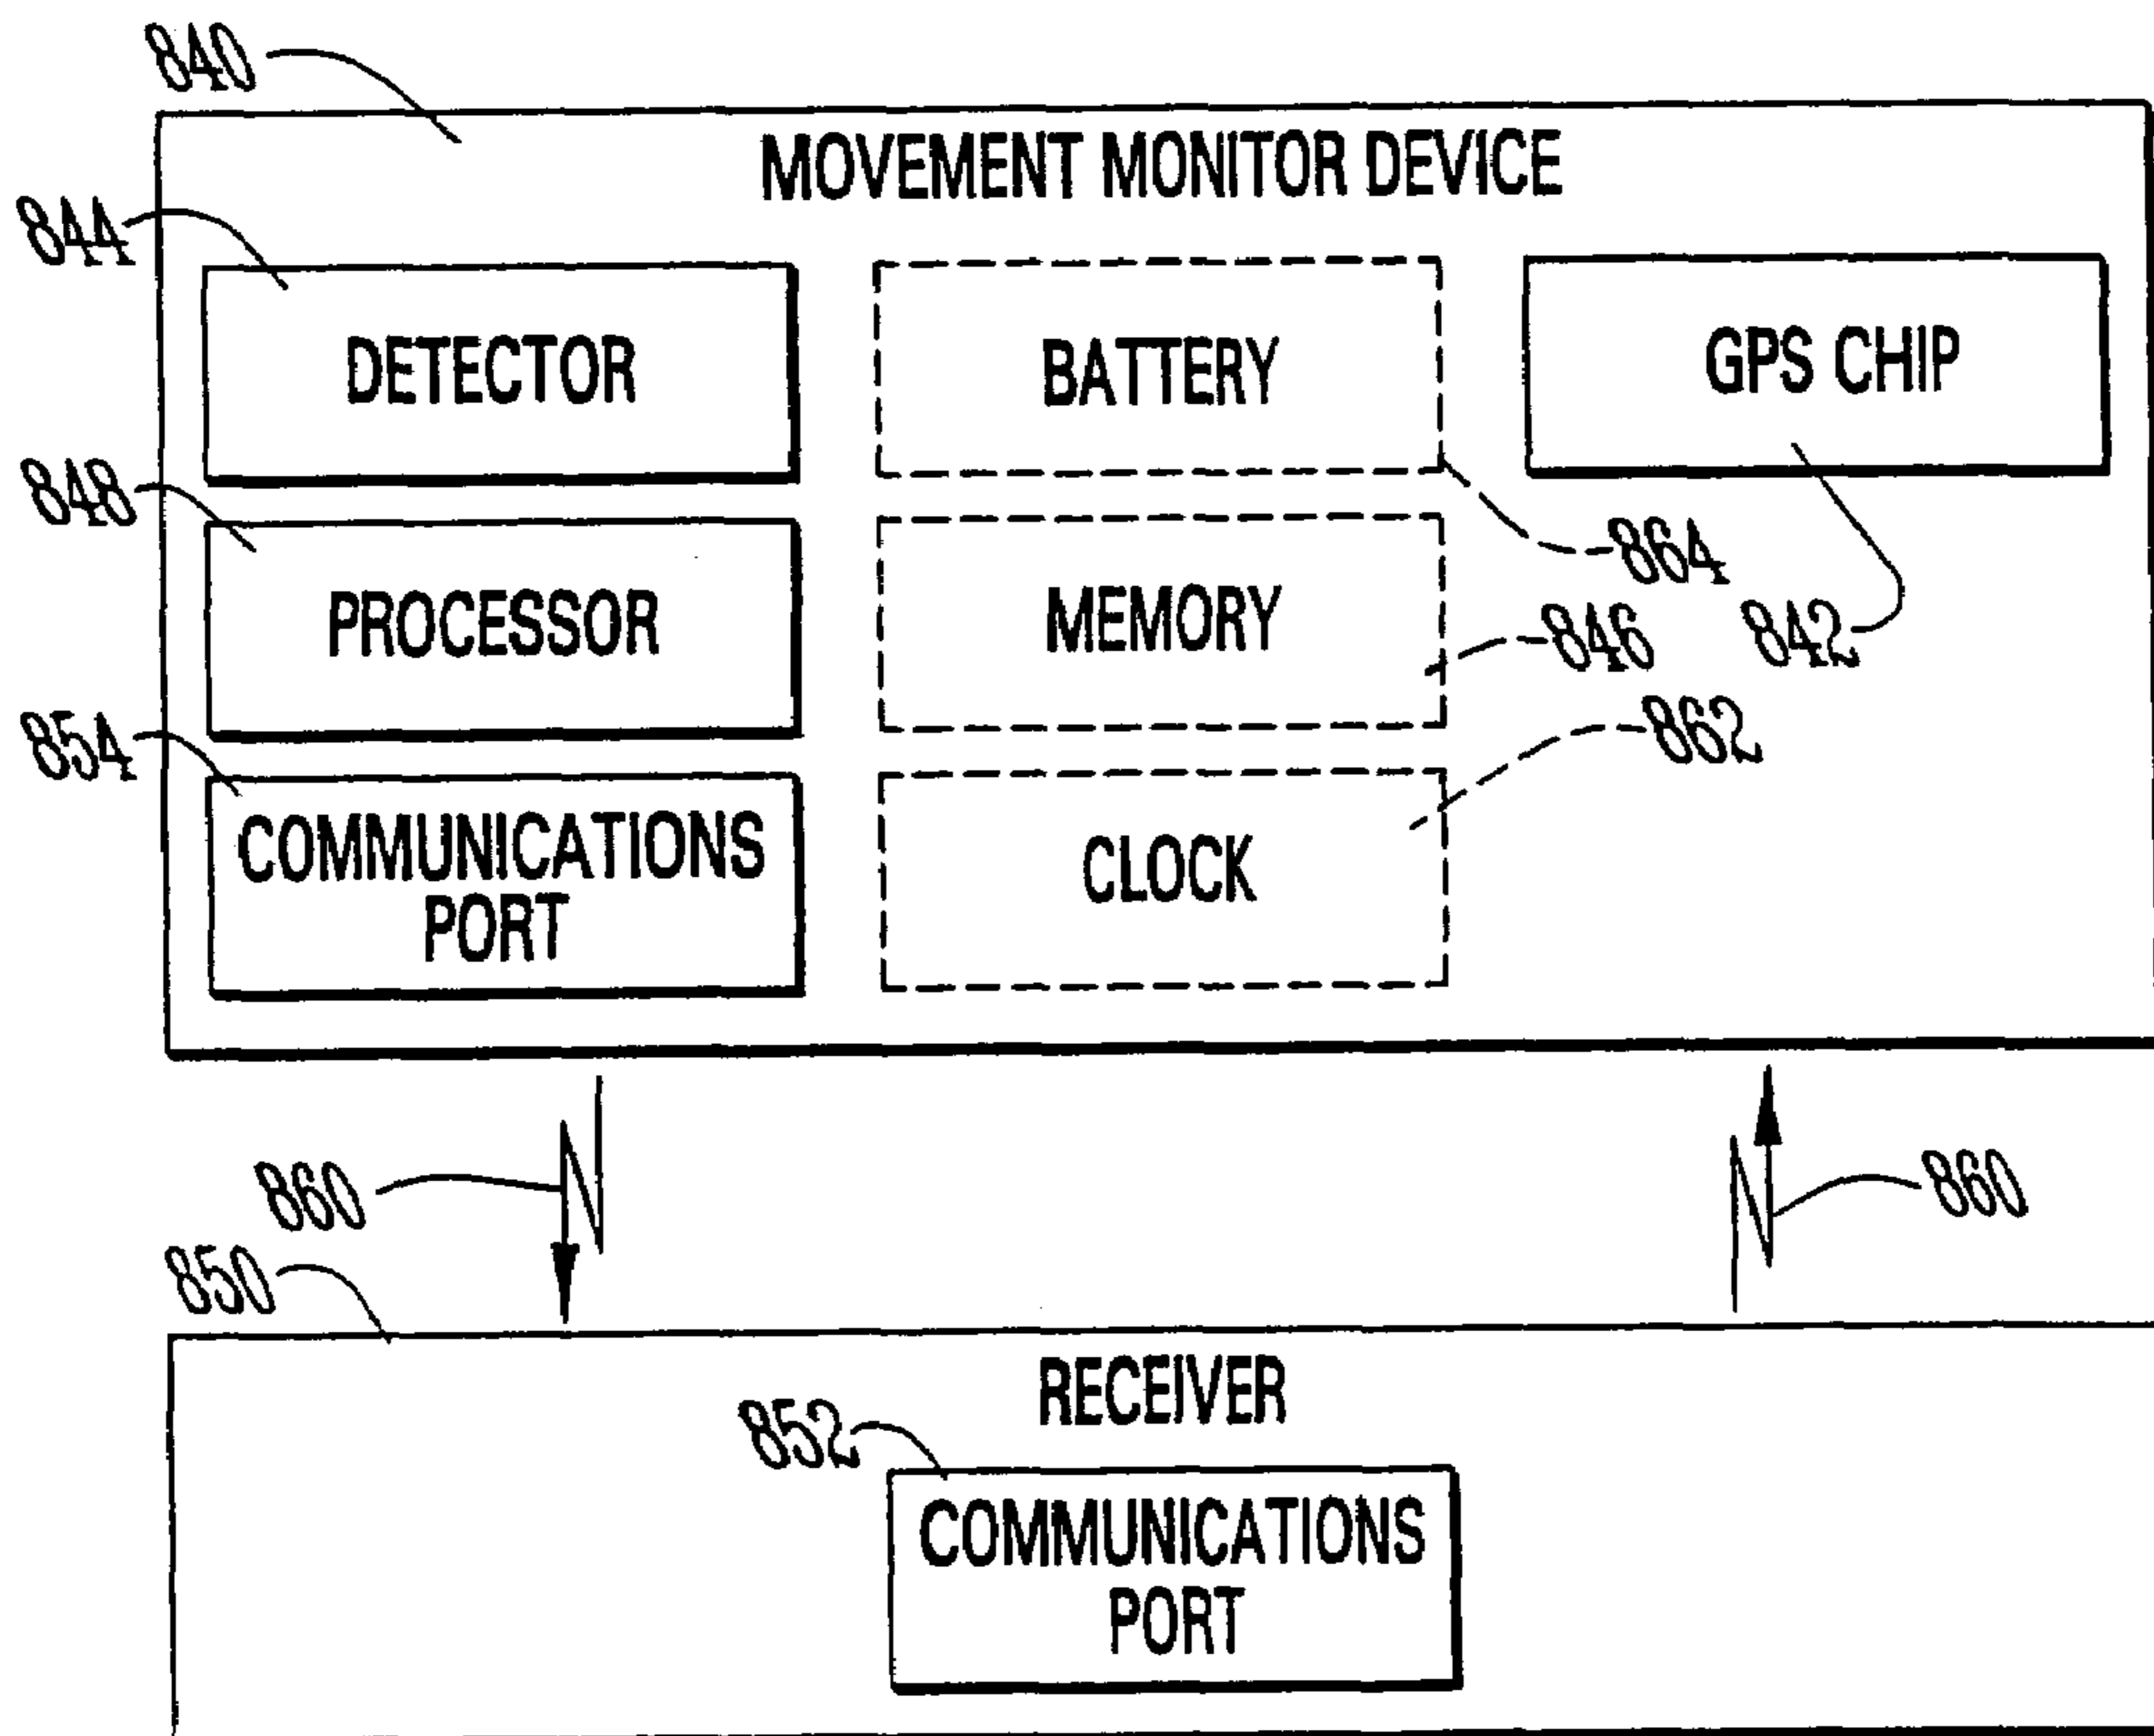 840
MOVEMENT MONITOR DEVICE
844
DETECTOR
BATTERY
GPS CHIP
848
864
PROCESSOR
MEMORY
846
842
854
862
COMMUNICATIONS
PORT
CLOCK
860
860
850
RECEIVER
852
COMMUNICATIONS
PORT